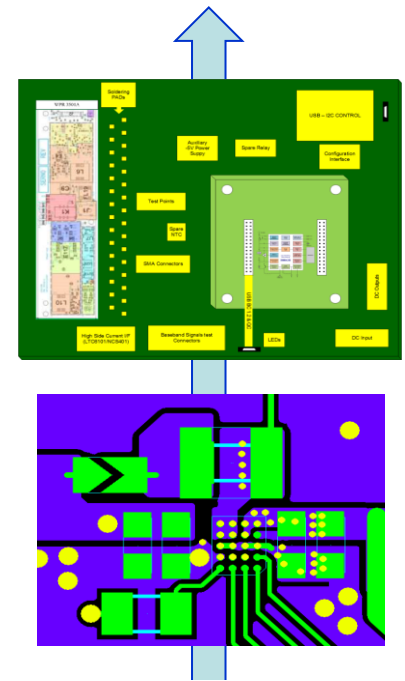 Soldering
PADs
USB – I2C CONTROL
Auxiliary
-5V Power
Supply
Spare Relay
Configuration
Interface
Test Points
Spare
NTC
SMA Connectors
DC Outputs
High Side Current I/F
(LTC6101/NCS401)
Baseband Signals test
Connectors
LEDs
DC Input